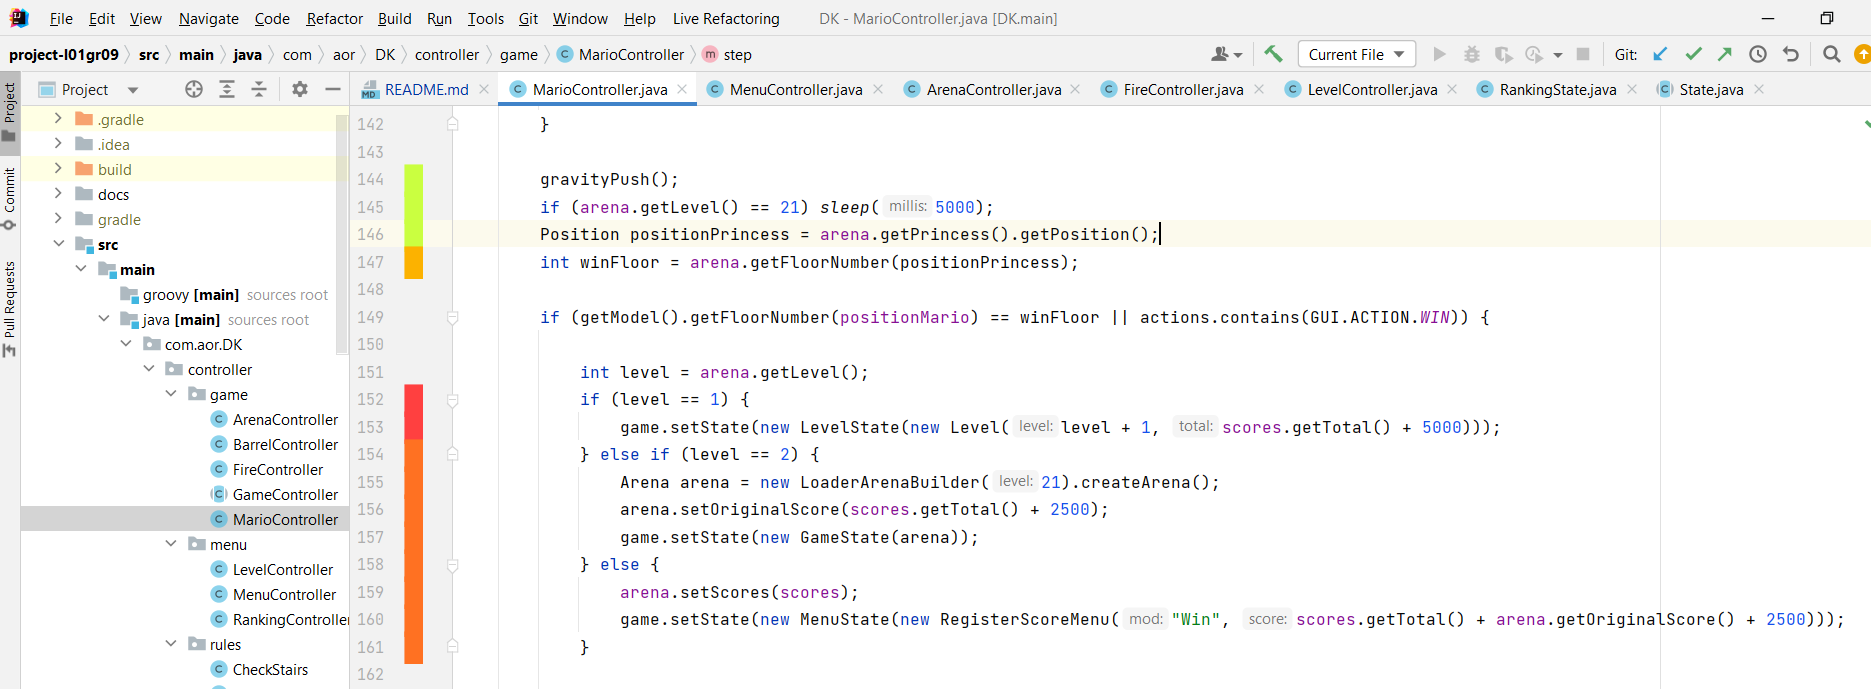 File Edit View Navigate Code Refactor Build Run Tools Git Window Help Live Refactoring DK - MarioController.java [DK.main]
project-l01gr09 src main java com aor DK controller game C MarioController m step Current File Git:
Project README.md C MarioController.java C MenuController.java C ArenaController.java C FireController.java C LevelController.java C RankingState.java C State.java
Project
Commit
Pull Requests
.gradle
.idea
build
docs
gradle
src
main
groovy [main] sources root
java [main] sources root
com.aor.DK
controller
game
C ArenaController
C BarrelController
C FireController
C GameController
C MarioController
menu
C LevelController
C MenuController
C RankingController
rules
C CheckStairs
142 }
143
144 gravityPush();
145 if (arena.getLevel() == 21) sleep( millis: 5000);
146 Position positionPrincess = arena.getPrincess().getPosition();
147 int winFloor = arena.getFloorNumber(positionPrincess);
148
149 if (getModel().getFloorNumber(positionMario) == winFloor || actions.contains(GUI.ACTION.WIN)) {
150
151 int level = arena.getLevel();
152 if (level == 1) {
153 game.setState(new LevelState(new Level( level: level + 1, total: scores.getTotal() + 5000)));
154 } else if (level == 2) {
155 Arena arena = new LoaderArenaBuilder( level: 21).createArena();
156 arena.setOriginalScore(scores.getTotal() + 2500);
157 game.setState(new GameState(arena));
158 } else {
159 arena.setScores(scores);
160 game.setState(new MenuState(new RegisterScoreMenu( mod: "Win", score: scores.getTotal() + arena.getOriginalScore() + 2500)));
161 }
162